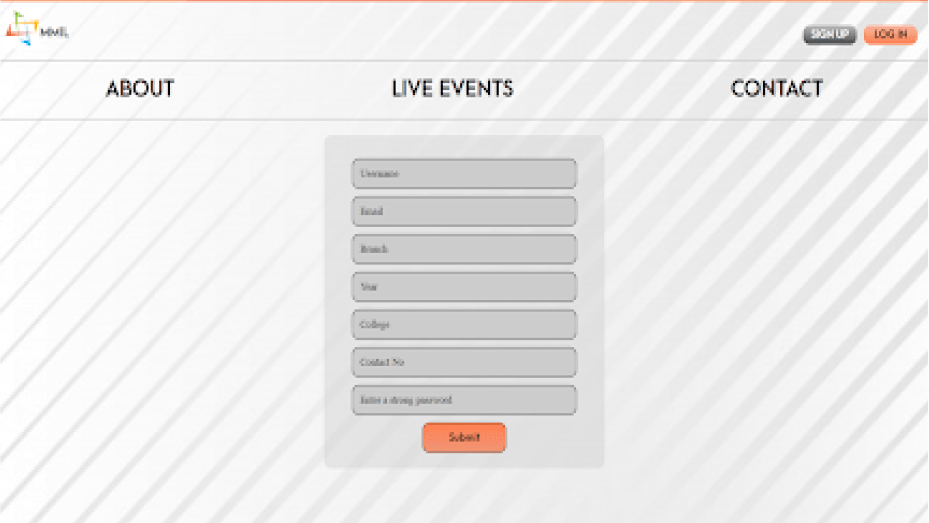 SIGN UP LOG IN
ABOUT LIVE EVENTS CONTACT
Username
Email
Branch
Year
College
Contact No
Enter a strong password
Submit